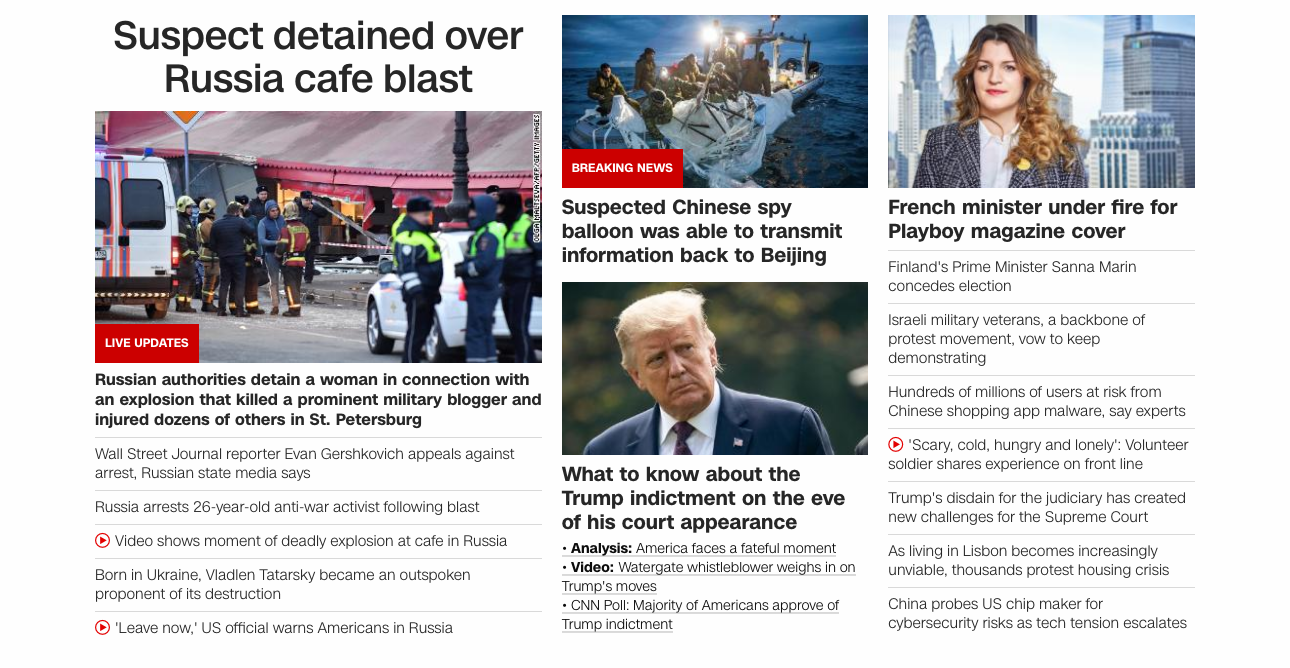 Suspect detained over
Russia cafe blast
OLGA MALTSEVA/AFP/GETTY IMAGES
LIVE UPDATES
Russian authorities detain a woman in connection with
an explosion that killed a prominent military blogger and
injured dozens of others in St. Petersburg
Wall Street Journal reporter Evan Gershkovich appeals against
arrest, Russian state media says
Russia arrests 26-year-old anti-war activist following blast
Video shows moment of deadly explosion at cafe in Russia
Born in Ukraine, Vladlen Tatarsky became an outspoken
proponent of its destruction
'Leave now,' US official warns Americans in Russia
BREAKING NEWS
Suspected Chinese spy
balloon was able to transmit
information back to Beijing
What to know about the
Trump indictment on the eve
of his court appearance
• Analysis: America faces a fateful moment
• Video: Watergate whistleblower weighs in on
Trump's moves
• CNN Poll: Majority of Americans approve of
Trump indictment
French minister under fire for
Playboy magazine cover
Finland's Prime Minister Sanna Marin
concedes election
Israeli military veterans, a backbone of
protest movement, vow to keep
demonstrating
Hundreds of millions of users at risk from
Chinese shopping app malware, say experts
'Scary, cold, hungry and lonely': Volunteer
soldier shares experience on front line
Trump's disdain for the judiciary has created
new challenges for the Supreme Court
As living in Lisbon becomes increasingly
unviable, thousands protest housing crisis
China probes US chip maker for
cybersecurity risks as tech tension escalates